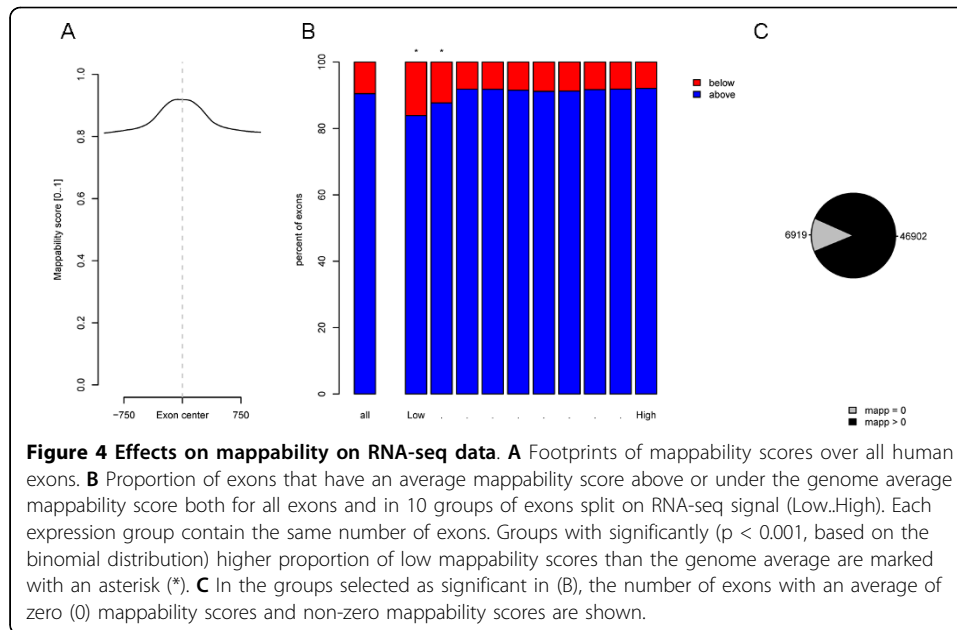 A
B
C
Mappability score [0..1]
1.0
0.8
0.6
0.4
0.2
0.0
−750 Exon center 750
* *
percent of exons
100
80
60
40
20
0
all Low . . . . . . . . High
below
above
6919 46902
mapp = 0
mapp > 0
Figure 4 Effects on mappability on RNA-seq data. A Footprints of mappability scores over all human
exons. B Proportion of exons that have an average mappability score above or under the genome average
mappability score both for all exons and in 10 groups of exons split on RNA-seq signal (Low..High). Each
expression group contain the same number of exons. Groups with significantly (p < 0.001, based on the
binomial distribution) higher proportion of low mappability scores than the genome average are marked
with an asterisk (*). C In the groups selected as significant in (B), the number of exons with an average of
zero (0) mappability scores and non-zero mappability scores are shown.